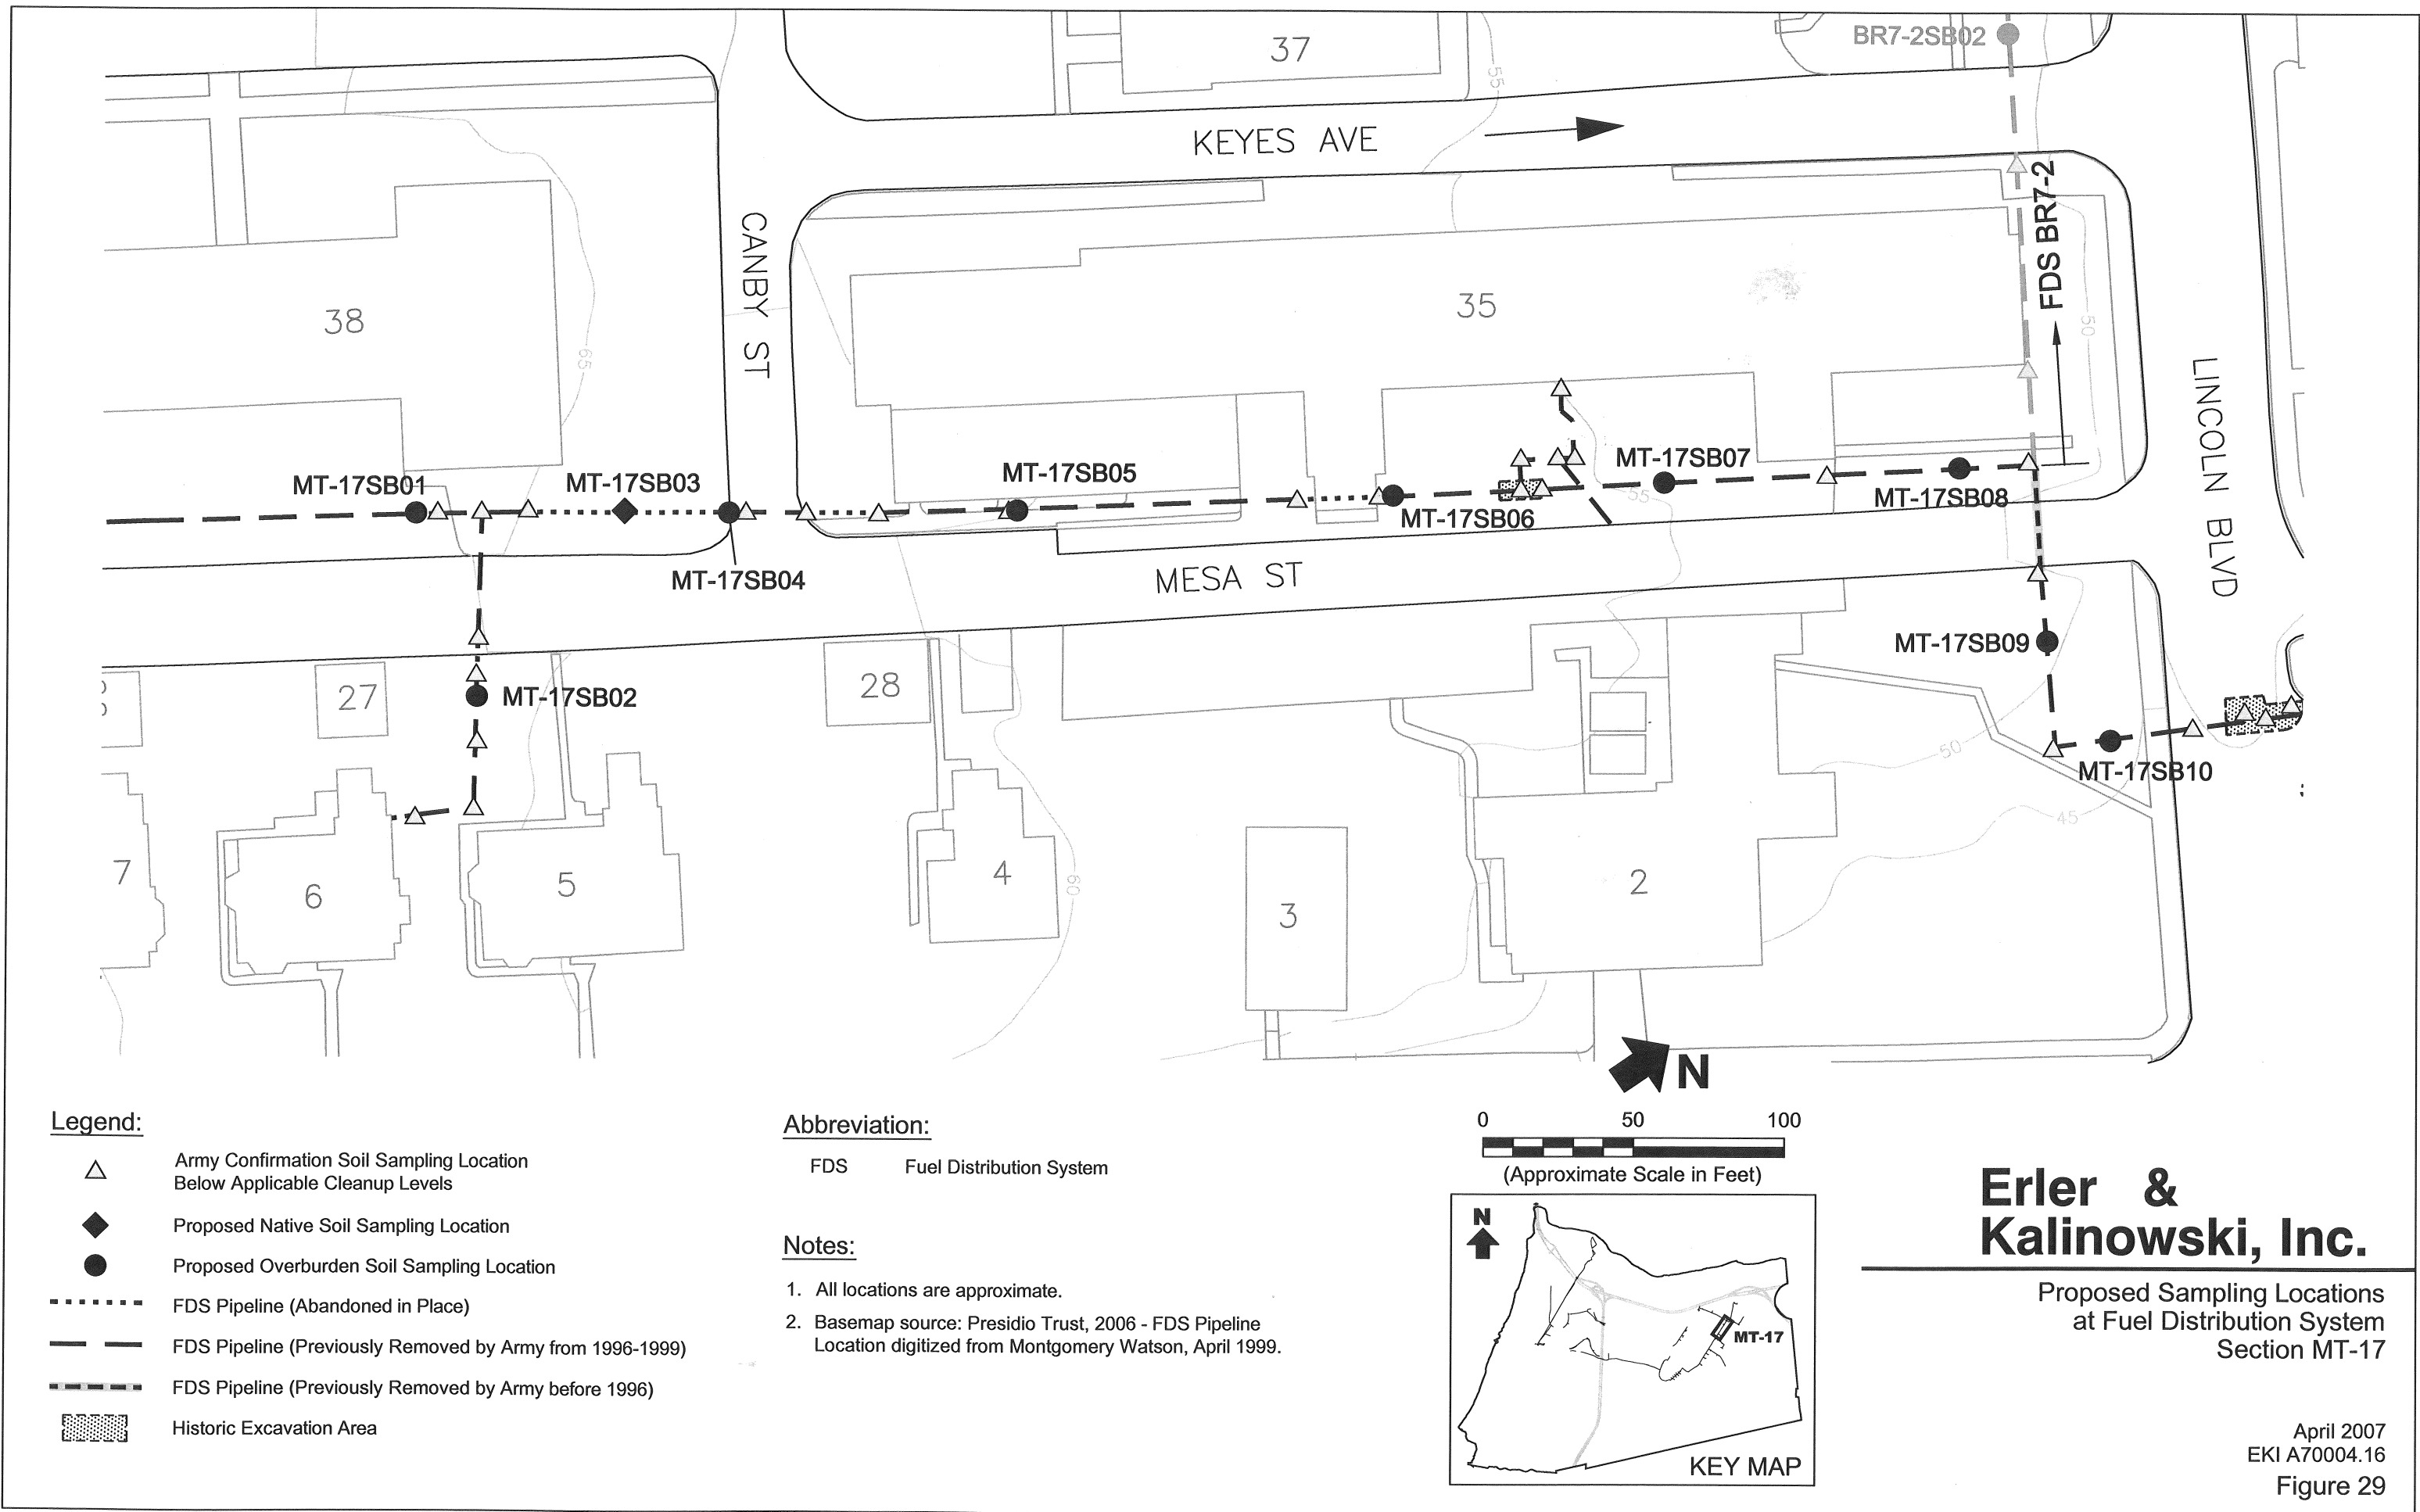 37
BR7-2SB02
55
KEYES AVE
CANBY ST
FDS BR7-2
38
65
35
50
LINCOLN BLVD
MT-17SB01
MT-17SB03
MT-17SB05
MT-17SB07
MT-17SB06
55
MT-17SB08
MT-17SB04
MESA ST
MT-17SB09
27
MT-17SB02
28
50
MT-17SB10
45
7
6
5
4
60
3
2
N
Legend:
Army Confirmation Soil Sampling Location
Below Applicable Cleanup Levels
Proposed Native Soil Sampling Location
Proposed Overburden Soil Sampling Location
FDS Pipeline (Abandoned in Place)
FDS Pipeline (Previously Removed by Army from 1996-1999)
FDS Pipeline (Previously Removed by Army before 1996)
Historic Excavation Area
Abbreviation:
FDS Fuel Distribution System
Notes:
1. All locations are approximate.
2. Basemap source: Presidio Trust, 2006 - FDS Pipeline
Location digitized from Montgomery Watson, April 1999.
0 50 100
(Approximate Scale in Feet)
N
MT-17
KEY MAP
Erler &
Kalinowski, Inc.
Proposed Sampling Locations
at Fuel Distribution System
Section MT-17
April 2007
EKI A70004.16
Figure 29